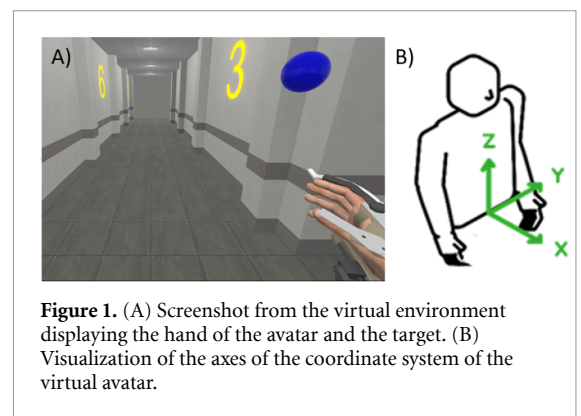 A)
6
3
B)
Z
Y
X
Figure 1. (A) Screenshot from the virtual environment
displaying the hand of the avatar and the target. (B)
Visualization of the axes of the coordinate system of the
virtual avatar.